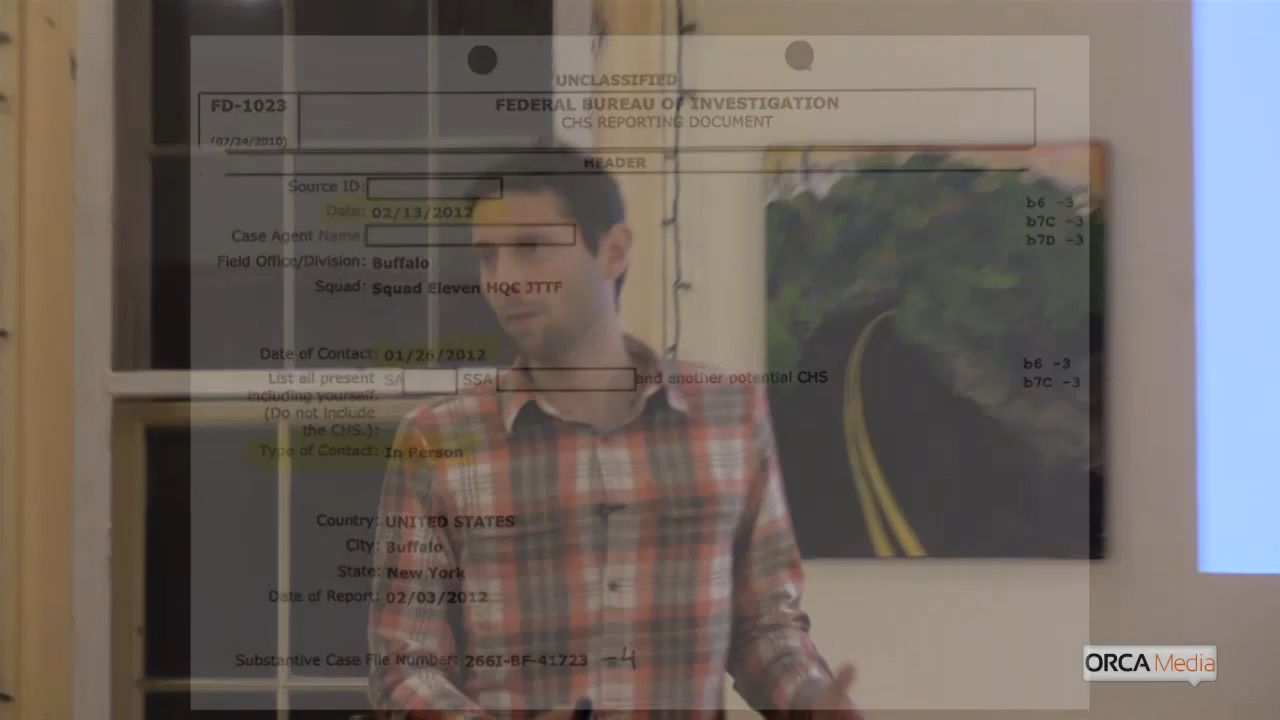 UNCLASSIFIED
FD-1023
(07/24/2010)
FEDERAL BUREAU OF INVESTIGATION
CHS REPORTING DOCUMENT
HEADER
Source ID:
Date: 02/13/2012
Case Agent Name:
Field Office/Division: Buffalo
Squad: Squad Eleven HQC JTTF
b6 -3
b7C -3
b7D -3
Date of Contact: 01/26/2012
List all present SA SSA and another potential CHS
including yourself.
(Do not include
the CHS.):
b6 -3
b7C -3
Type of Contact: In Person
Country: UNITED STATES
City: Buffalo
State: New York
Date of Report: 02/03/2012
Substantive Case File Number: 266I-BF-41723 -4
ORCA Media